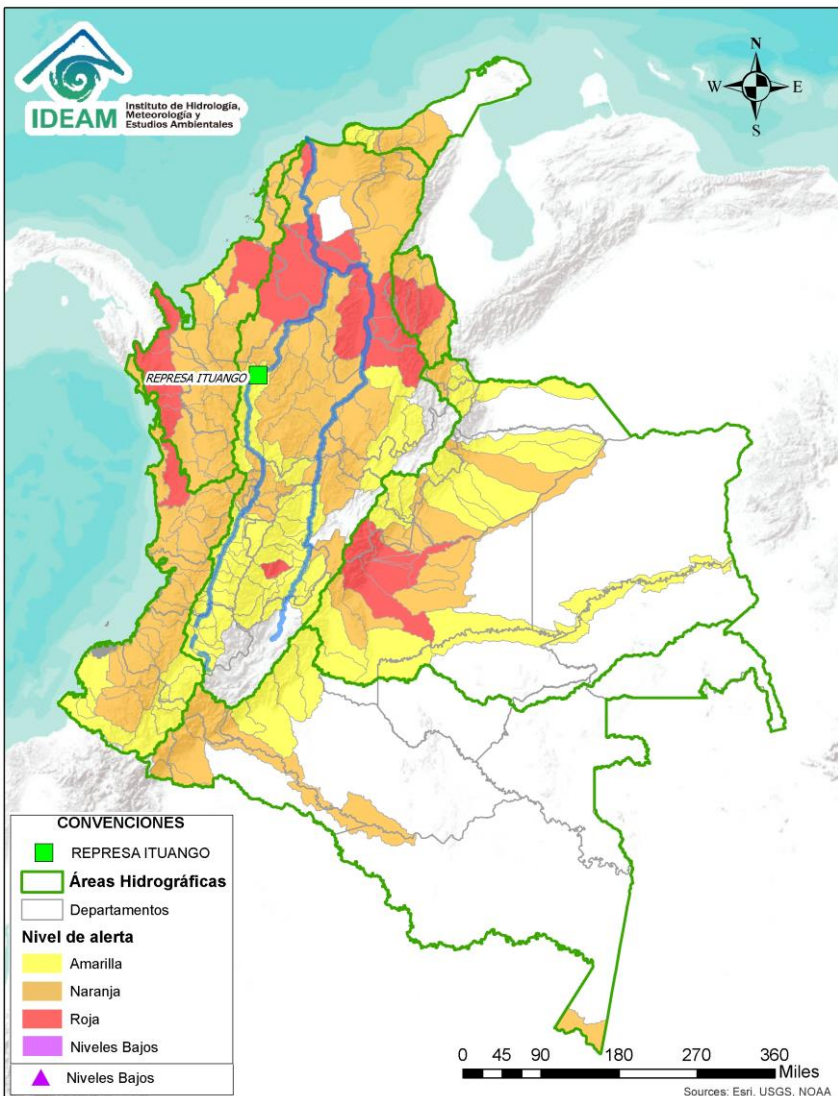 IDEAM
Instituto de Hidrología,
Meteorología y
Estudios Ambientales
N
W
E
S
REPRESA ITUANGO
CONVENCIONES
REPRESA ITUANGO
Áreas Hidrográficas
Departamentos
Nivel de alerta
Amarilla
Naranja
Roja
Niveles Bajos
Niveles Bajos
0 45 90 180 270 360
Miles
Sources: Esri, USGS, NOAA